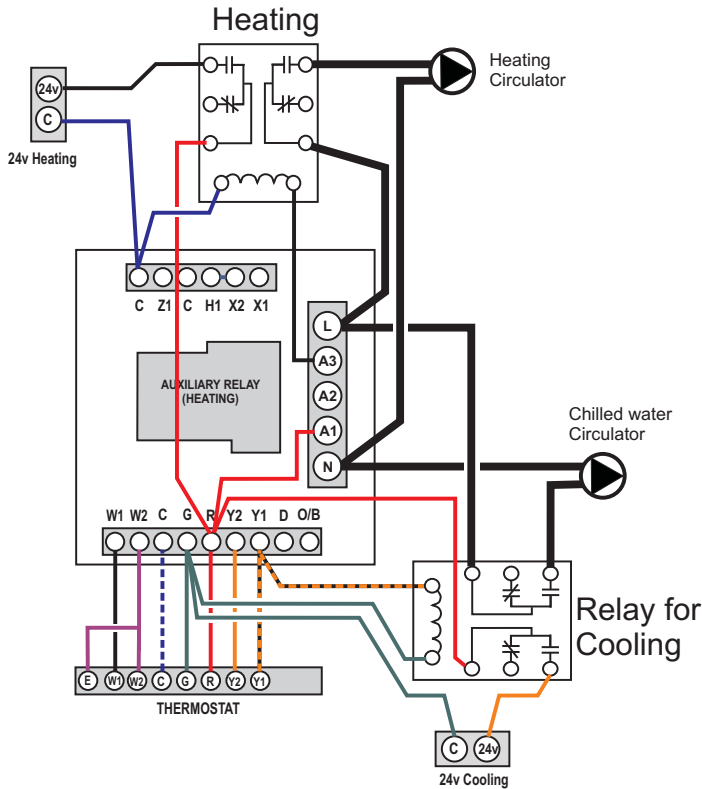 Heating
24v
C
24v Heating
Heating
Circulator
C Z1 C H1 X2 X1
L
A3
A2
A1
N
AUXILIARY RELAY
(HEATING)
Chilled water
Circulator
W1 W2 C G R Y2 Y1 D O/B
Relay for
Cooling
E W1 W2 C G R Y2 Y1
THERMOSTAT
C 24v
24v Cooling